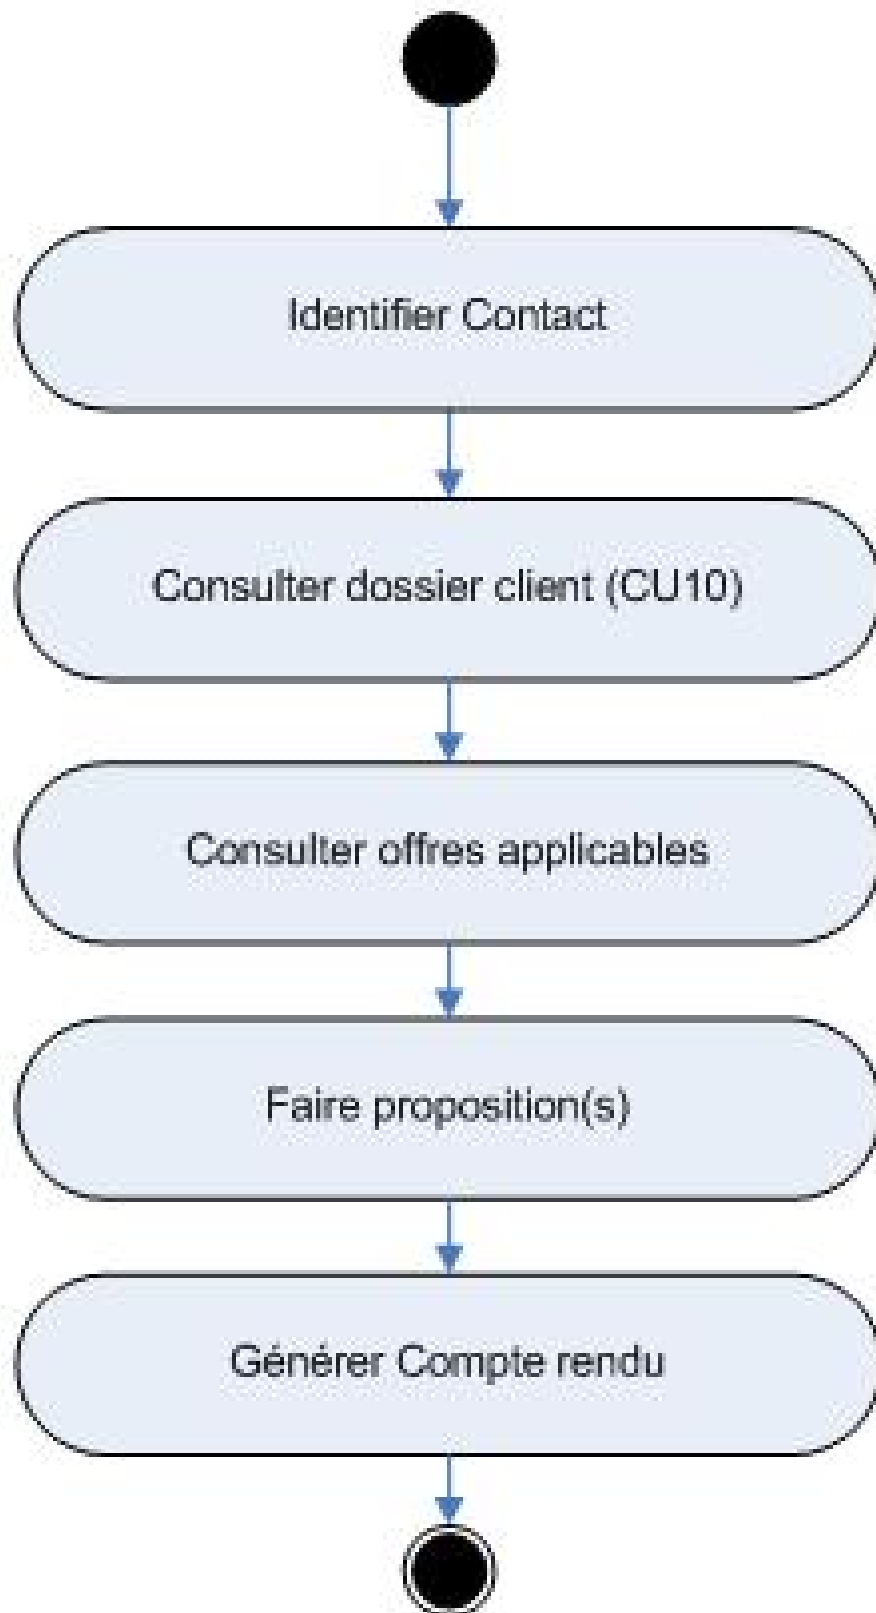 Identifier Contact
Consulter dossier client (CU10)
Consulter offres applicables
Faire proposition(s)
Générer Compte rendu